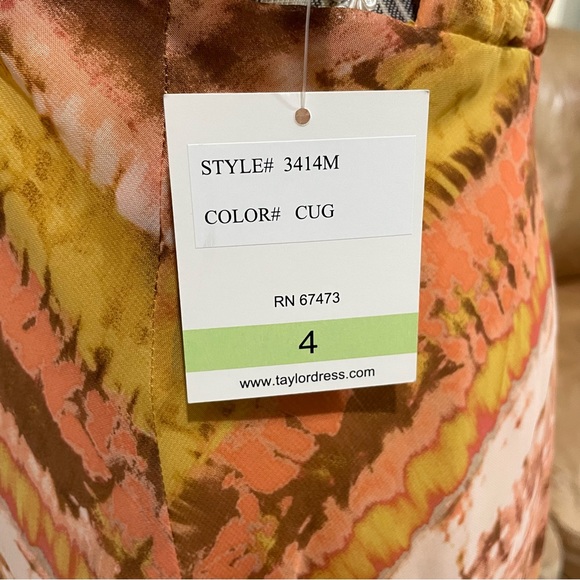 STYLE# 3414M
COLOR# CUG
RN 67473
4
www.taylordress.com